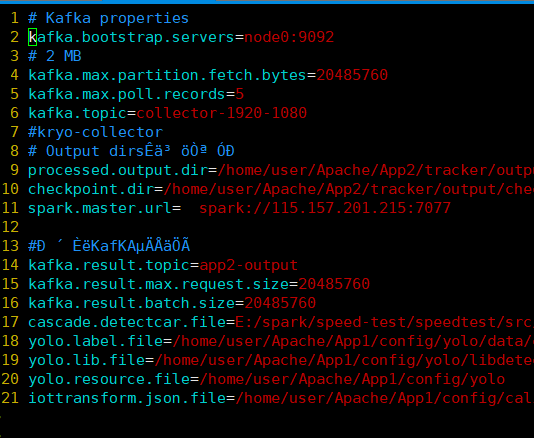 1 # Kafka properties
2 kafka.bootstrap.servers=node0:9092
3 # 2 MB
4 kafka.max.partition.fetch.bytes=20485760
5 kafka.max.poll.records=5
6 kafka.topic=collector-1920-1080
7 #kryo-collector
8 # Output dirsÊä³ öÒª ÓÐ
9 processed.output.dir=/home/user/Apache/App2/tracker/outpu
10 checkpoint.dir=/home/user/Apache/App2/tracker/output/che
11 spark.master.url=  spark://115.157.201.215:7077
12
13 #Ð ´ ÈëKafKAµÄÅäÖÃ
14 kafka.result.topic=app2-output
15 kafka.result.max.request.size=20485760
16 kafka.result.batch.size=20485760
17 cascade.detectcar.file=E:/spark/speed-test/speedtest/src
18 yolo.label.file=/home/user/Apache/App1/config/yolo/data/
19 yolo.lib.file=/home/user/Apache/App1/config/yolo/libdete
20 yolo.resource.file=/home/user/Apache/App1/config/yolo
21 iottransform.json.file=/home/user/Apache/App1/config/cal